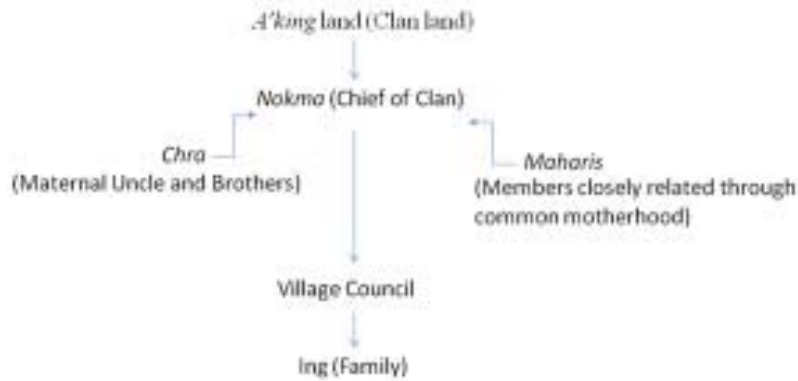 A'king land (Clan land)
Nokma (Chief of Clan)
Chra
(Maternal Uncle and Brothers)
Maharis
(Members closely related through
common motherhood)
Village Council
Ing (Family)